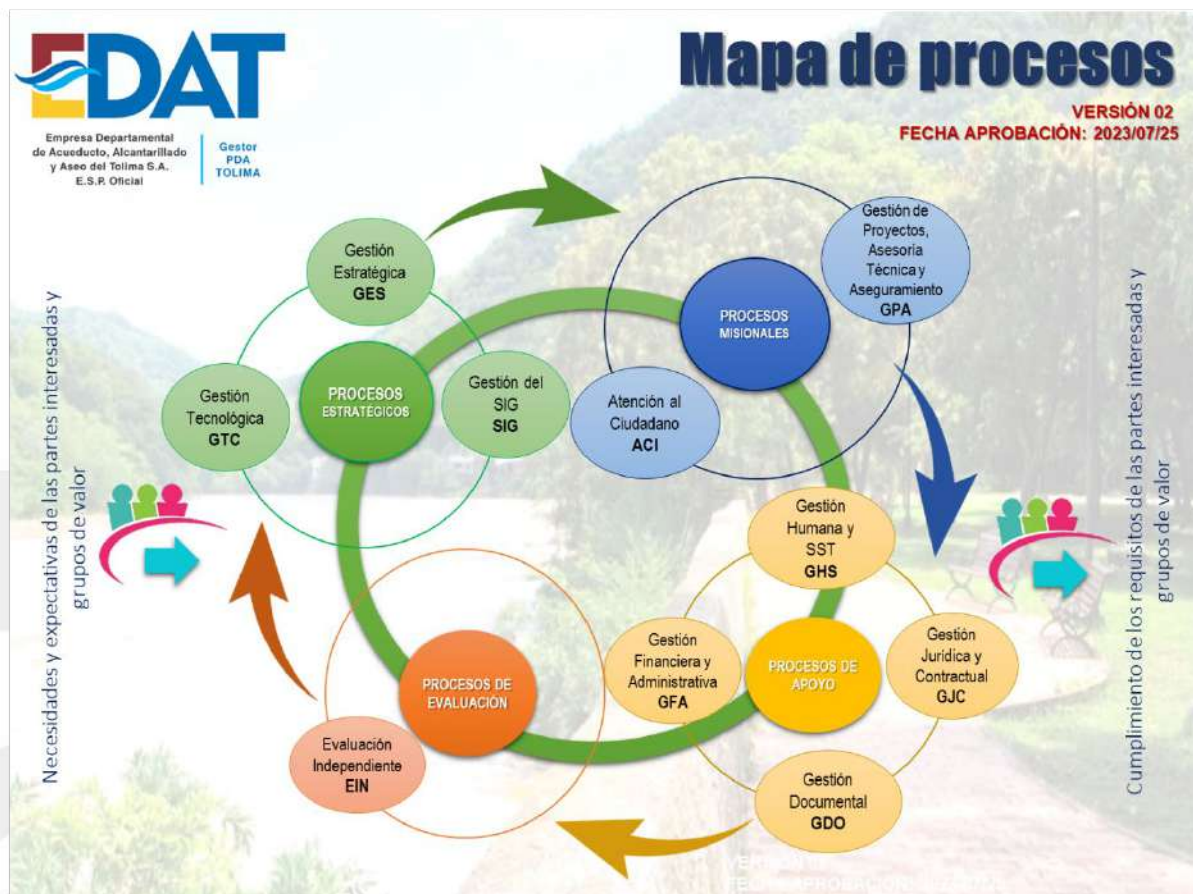 EDAT
Empresa Departamental
de Acueducto, Alcantarillado
y Aseo del Tolima S.A.
E.S.P. Oficial
Gestor
PDA
TOLIMA
Mapa de procesos
VERSIÓN 02
FECHA APROBACIÓN: 2023/07/25
Necesidades y expectativas de las partes interesadas y
grupos de valor
Gestión
Estratégica
GES
Gestión
Tecnológica
GTC
PROCESOS
ESTRATÉGICOS
Gestión del
SIG
SIG
PROCESOS
MISIONALES
Gestión de
Proyectos,
Asesoría
Técnica y
Aseguramiento
GPA
Atención al
Ciudadano
ACI
Gestión
Humana y
SST
GHS
Gestión
Financiera y
Administrativa
GFA
PROCESOS DE
APOYO
Gestión
Jurídica y
Contractual
GJC
Gestión
Documental
GDO
PROCESOS DE
EVALUACIÓN
Evaluación
Independiente
EIN
Cumplimiento de los requisitos de las partes interesadas y
grupos de valor